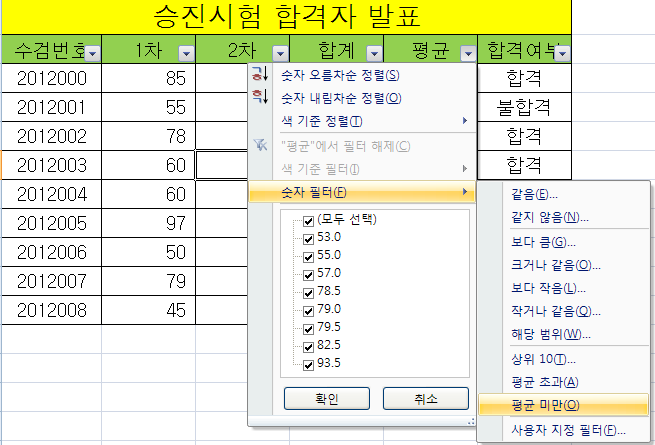 승진시험 합격자 발표
수검번호 1차 2차 합계 평균 합격여부
2012000 85 합격
2012001 55 불합격
2012002 78 합격
2012003 60 합격
2012004 60
2012005 97
2012006 50
2012007 79
2012008 45
숫자 오름차순 정렬(S)
숫자 내림차순 정렬(O)
색 기준 정렬(T)
"평균"에서 필터 해제(C)
색 기준 필터(I)
숫자 필터(F)
(모두 선택)
53.0
55.0
57.0
78.5
79.0
79.5
82.5
93.5
확인 취소
같음(E)...
같지 않음(N)...
보다 큼(G)...
크거나 같음(O)...
보다 작음(L)...
작거나 같음(Q)...
해당 범위(W)...
상위 10(T)...
평균 초과(A)
평균 미만(O)
사용자 지정 필터(F)...